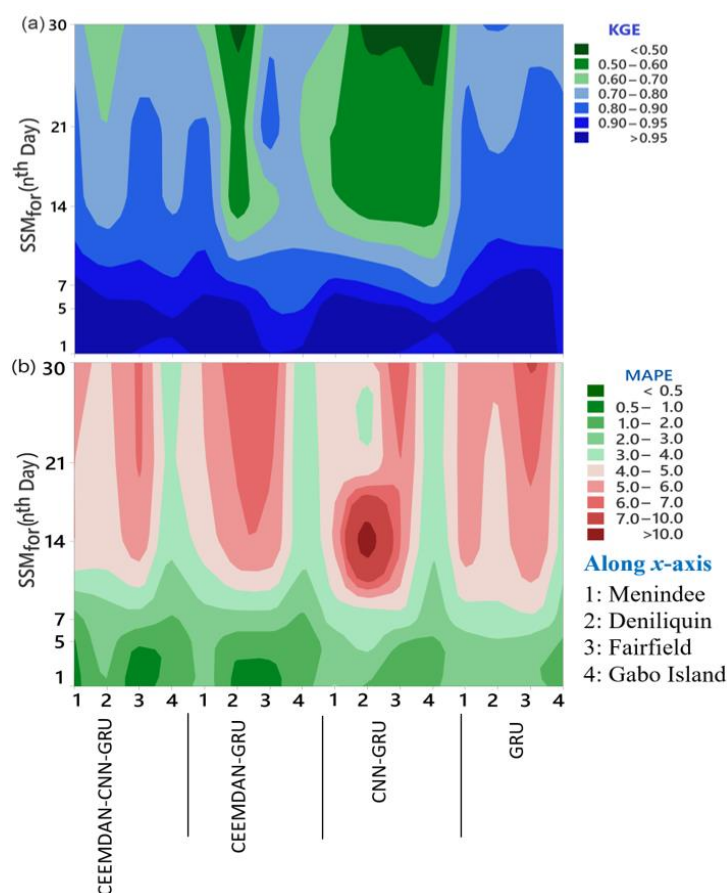 (a)
KGE
<0.50
0.50–0.60
0.60–0.70
0.70–0.80
0.80–0.90
0.90–0.95
>0.95
SSMfor(nth Day)
30
21
14
7
5
1
(b)
MAPE
< 0.5
0.5– 1.0
1.0– 2.0
2.0– 3.0
3.0– 4.0
4.0– 5.0
5.0– 6.0
6.0– 7.0
7.0–10.0
>10.0
SSMfor(nth Day)
30
21
14
7
5
1
Along x-axis
1: Menindee
2: Deniliquin
3: Fairfield
4: Gabo Island
1 2 3 4 1 2 3 4 1 2 3 4 1 2 3 4
CEEMDAN-CNN-GRU
CEEMDAN-GRU
CNN-GRU
GRU